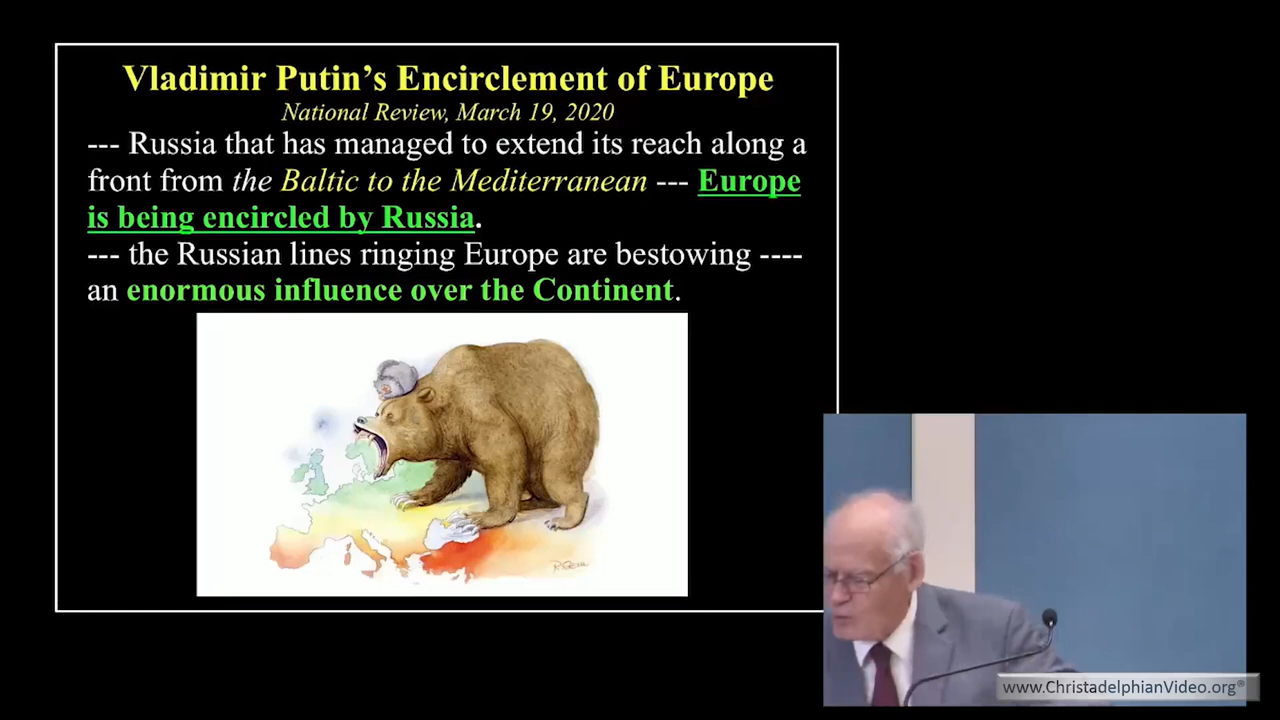 Vladimir Putin’s Encirclement of Europe
National Review, March 19, 2020
--- Russia that has managed to extend its reach along a
front from the Baltic to the Mediterranean --- Europe
is being encircled by Russia.
--- the Russian lines ringing Europe are bestowing ----
an enormous influence over the Continent.
www.ChristadelphianVideo.org®